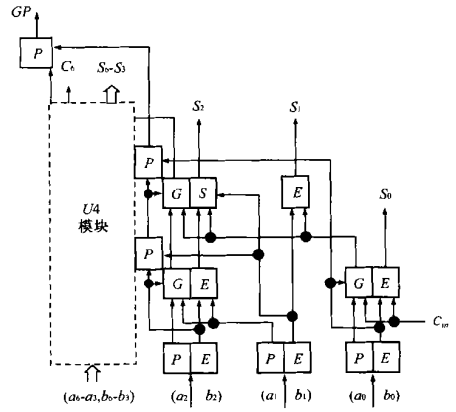 GP
P
C₆ S₆-S₃
S₂ S₁
P
G S E
S₀
U4
模块
P
G E G E
Cᵢₙ
P E P E P E
(a₆-a₃,b₆-b₃) (a₂ b₂) (a₁ b₁) (a₀ b₀)